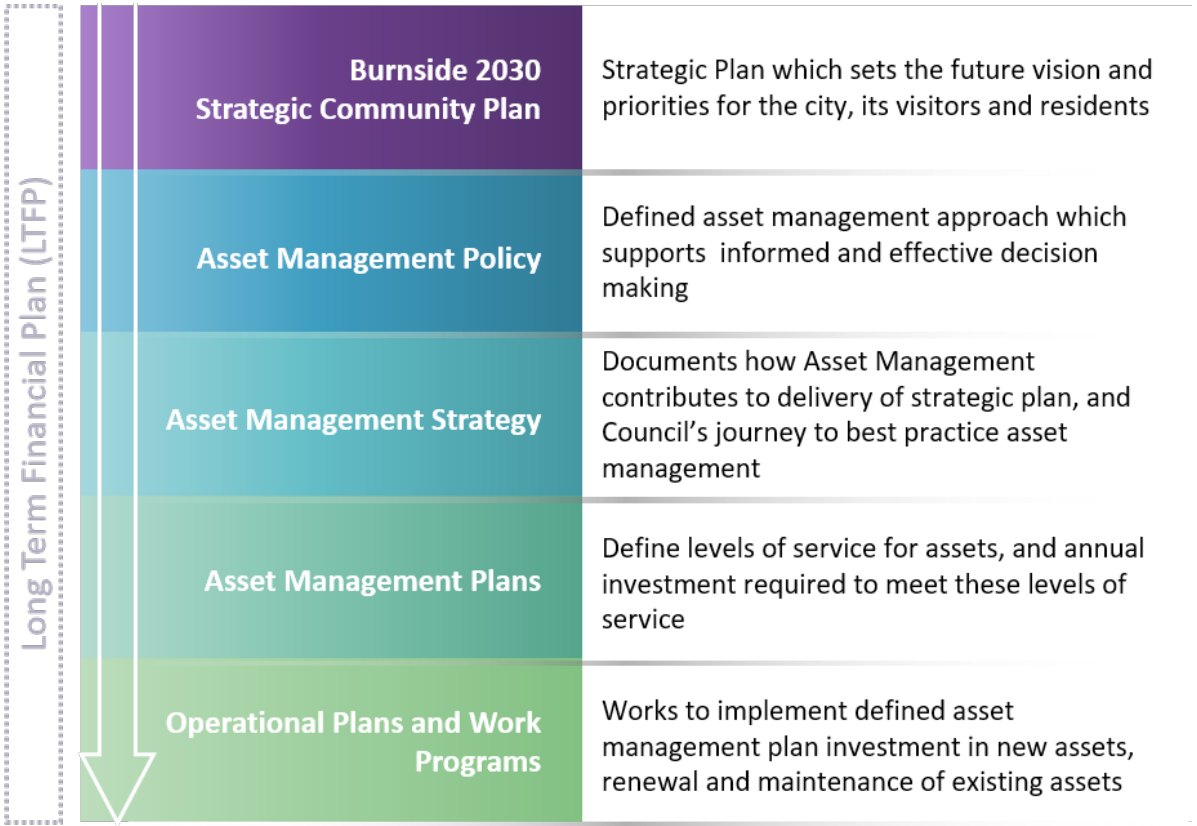 Long Term Financial Plan (LTFP)
Burnside 2030
Strategic Community Plan
Strategic Plan which sets the future vision and
priorities for the city, its visitors and residents
Asset Management Policy
Defined asset management approach which
supports  informed and effective decision
making
Asset Management Strategy
Documents how Asset Management
contributes to delivery of strategic plan, and
Council’s journey to best practice asset
management
Asset Management Plans
Define levels of service for assets, and annual
investment required to meet these levels of
service
Operational Plans and Work
Programs
Works to implement defined asset
management plan investment in new assets,
renewal and maintenance of existing assets